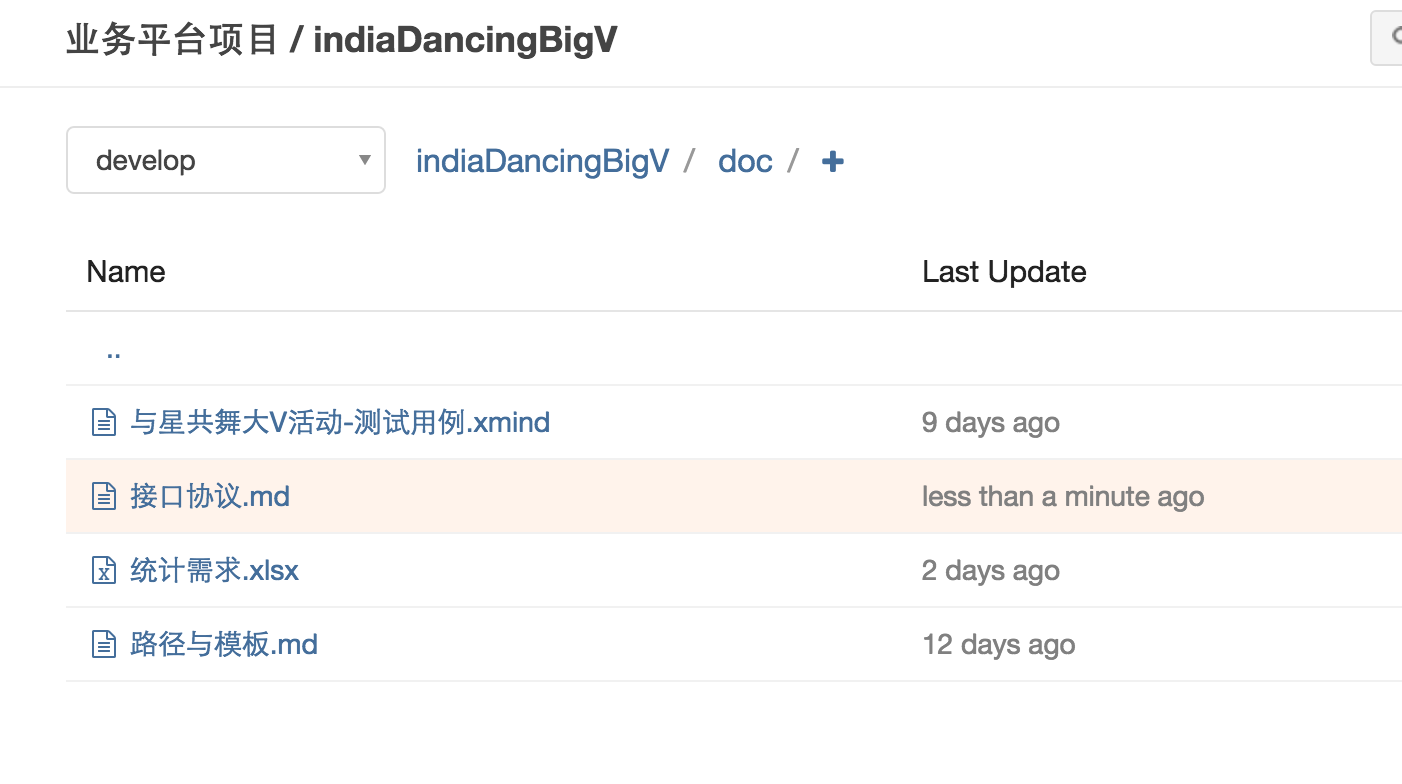 业务平台项目 / indiaDancingBigV
develop indiaDancingBigV / doc / +
Name Last Update
..
与星共舞大V活动-测试用例.xmind 9 days ago
接口协议.md less than a minute ago
统计需求.xlsx 2 days ago
路径与模板.md 12 days ago